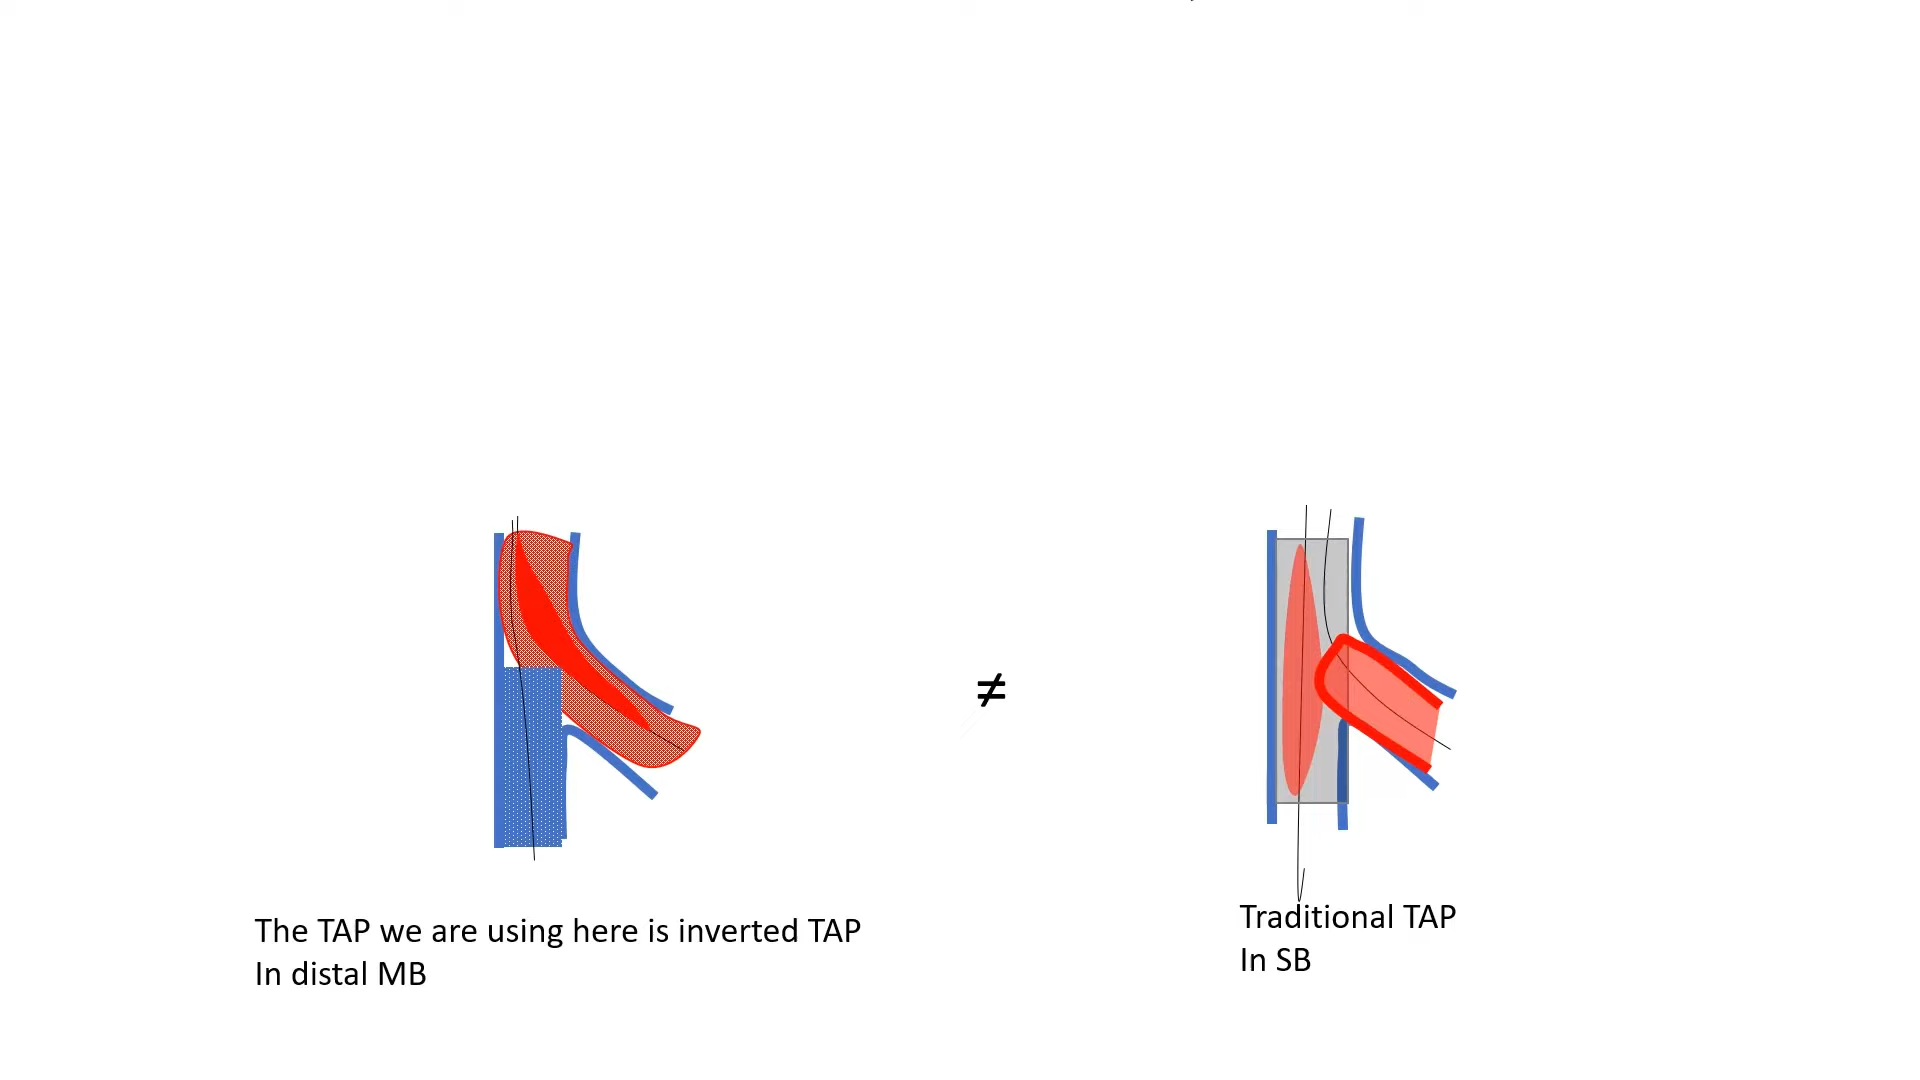 ≠
The TAP we are using here is inverted TAP
In distal MB
Traditional TAP
In SB